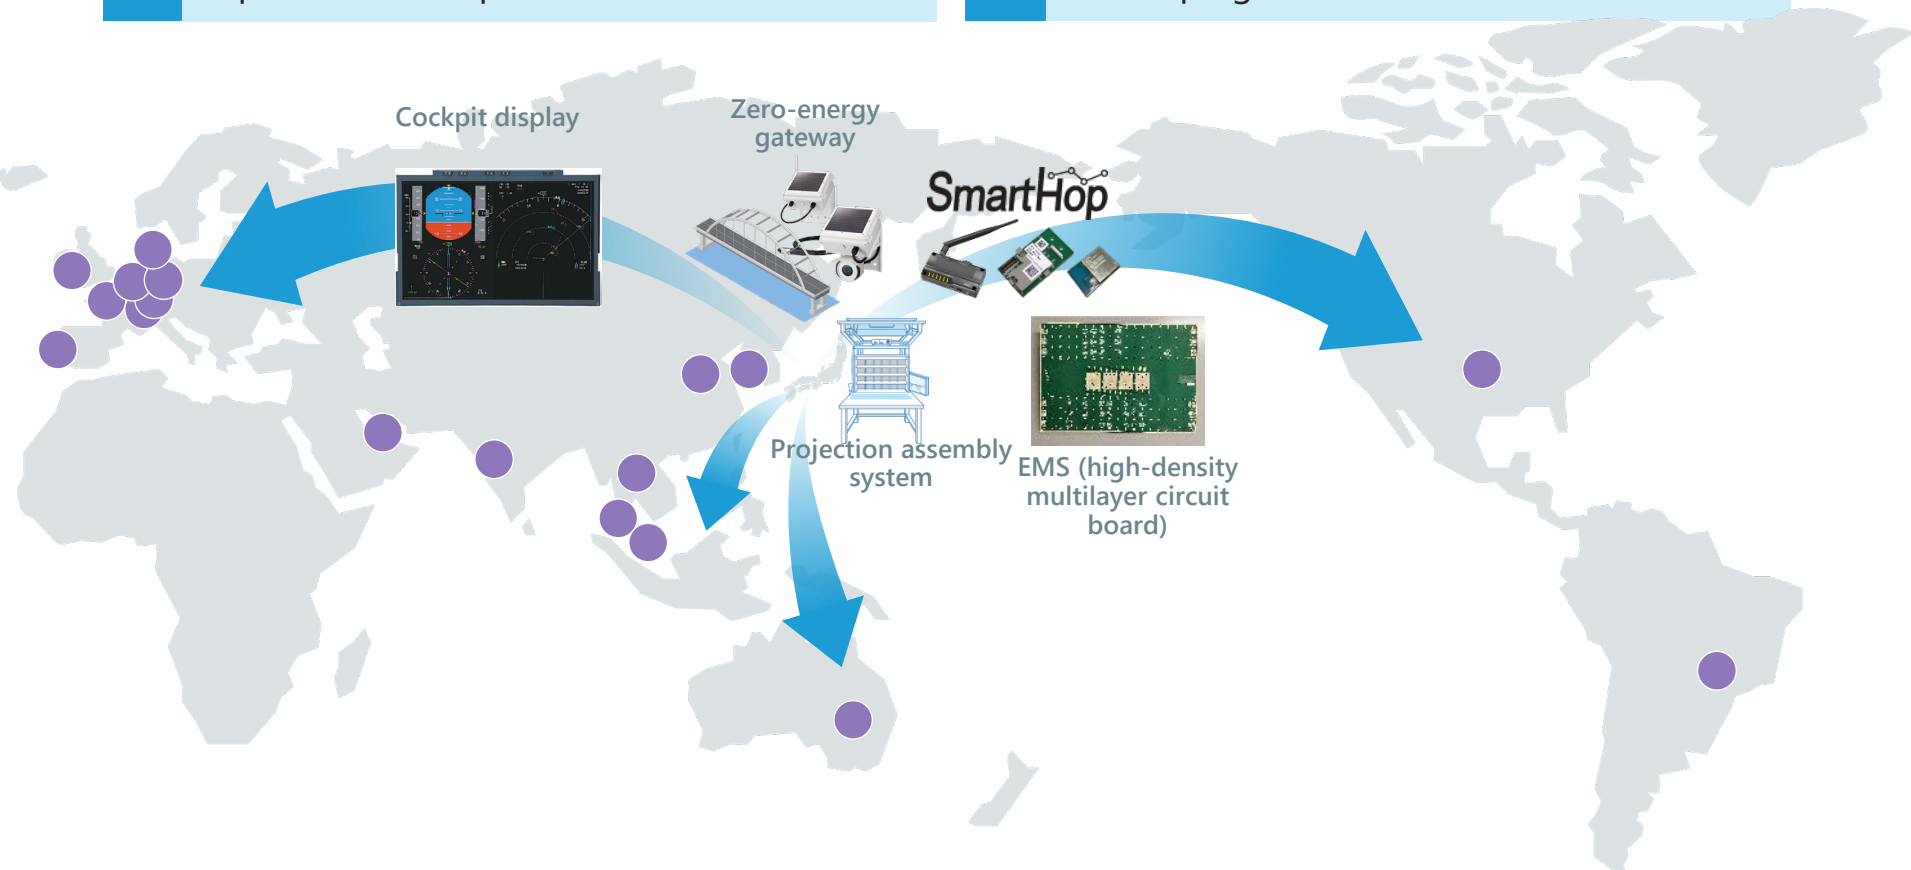 Cockpit display
Zero-energy
gateway
SmartHop
Projection assembly
system
EMS (high-density
multilayer circuit
board)